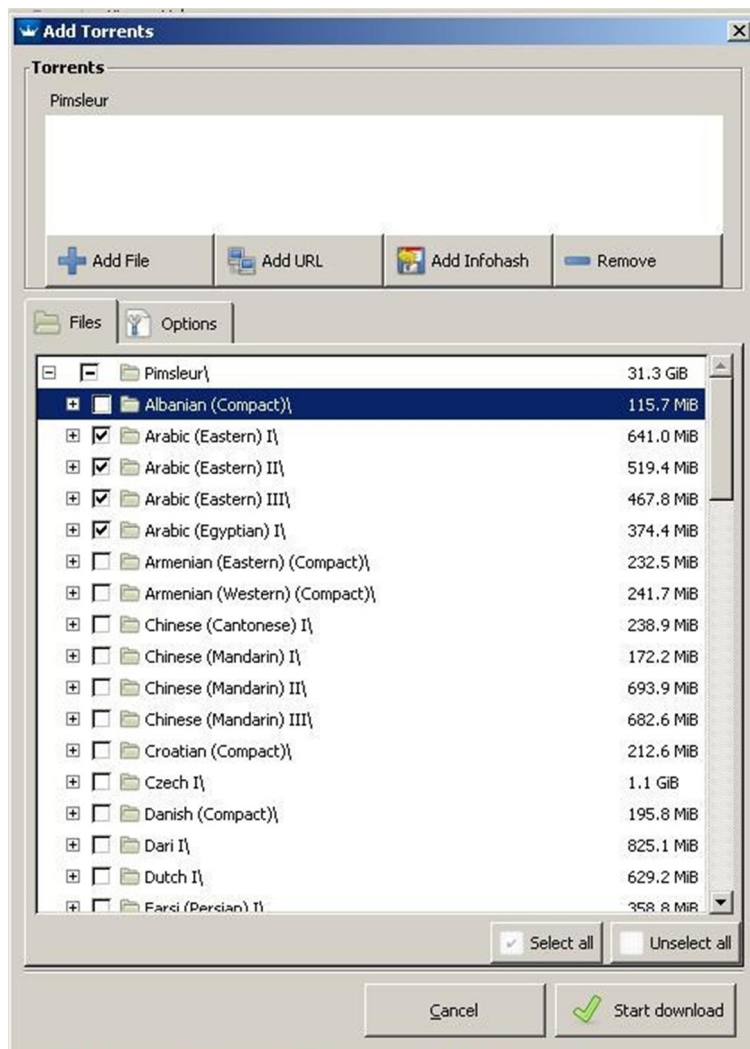 Add Torrents
Torrents
Pimsleur
Add File Add URL Add Infohash Remove
Files Options
Pimsleur\ 31.3 GiB
Albanian (Compact)\ 115.7 MiB
Arabic (Eastern) I\ 641.0 MiB
Arabic (Eastern) II\ 519.4 MiB
Arabic (Eastern) III\ 467.8 MiB
Arabic (Egyptian) I\ 374.4 MiB
Armenian (Eastern) (Compact)\ 232.5 MiB
Armenian (Western) (Compact)\ 241.7 MiB
Chinese (Cantonese) I\ 238.9 MiB
Chinese (Mandarin) I\ 172.2 MiB
Chinese (Mandarin) II\ 693.9 MiB
Chinese (Mandarin) III\ 682.6 MiB
Croatian (Compact)\ 212.6 MiB
Czech I\ 1.1 GiB
Danish (Compact)\ 195.8 MiB
Dari I\ 825.1 MiB
Dutch I\ 629.2 MiB
Farsi (Persian) I\ 358.8 MiB
Select all Unselect all
Cancel Start download